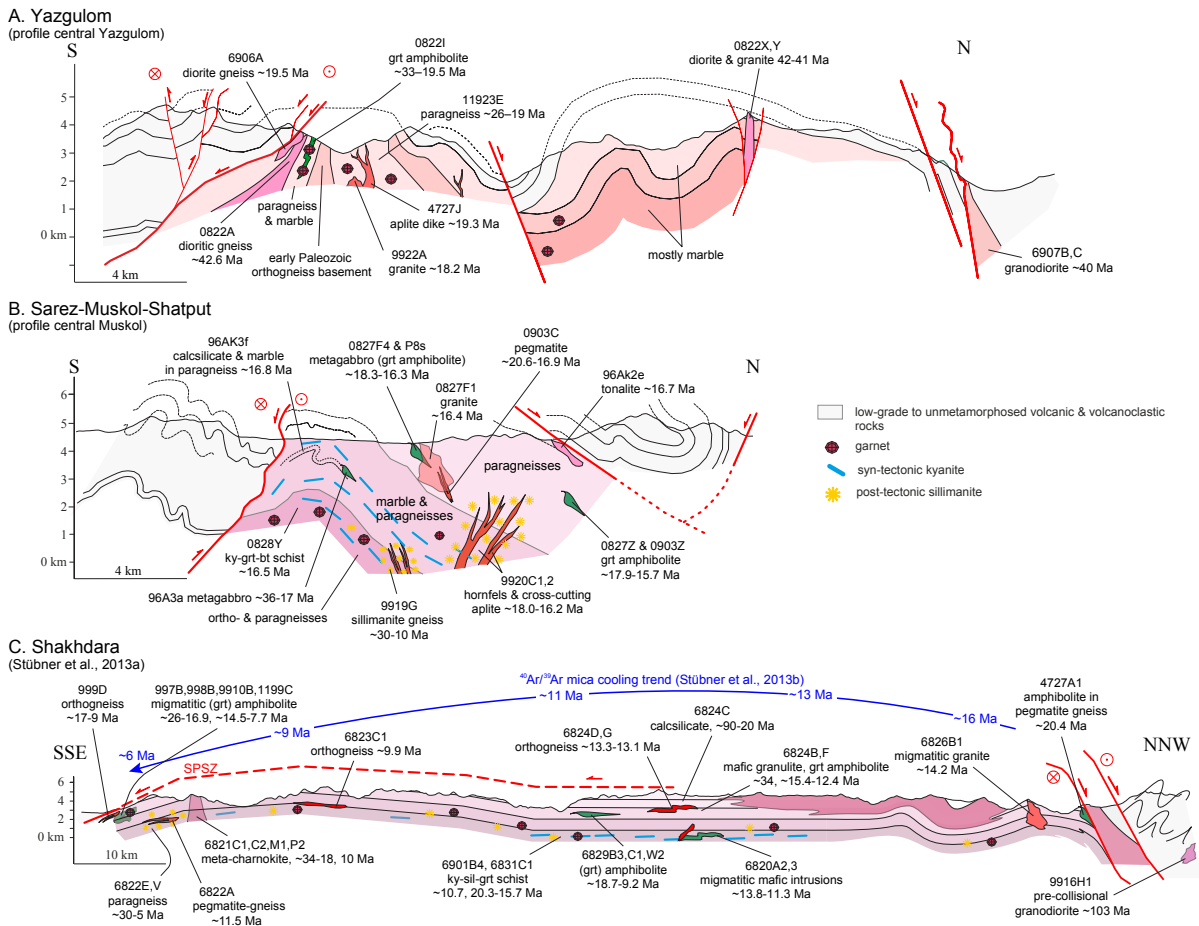 A. Yazgulom
(profile central Yazgulom)
S
N
6906A
diorite gneiss ~19.5 Ma
0822I
grt amphibolite
~33–19.5 Ma
11923E
paragneiss ~26–19 Ma
0822X,Y
diorite & granite 42-41 Ma
5
4
3
2
1
0 km
4 km
0822A
dioritic gneiss
~42.6 Ma
paragneiss
& marble
early Paleozoic
orthogneiss basement
9922A
granite ~18.2 Ma
4727J
aplite dike ~19.3 Ma
mostly marble
6907B,C
granodiorite ~40 Ma
B. Sarez-Muskol-Shatput
(profile central Muskol)
S
N
96AK3f
calcsilicate & marble
in paragneiss ~16.8 Ma
0827F4 & P8s
metagabbro (grt amphibolite)
~18.3-16.3 Ma
0827F1
granite
~16.4 Ma
0903C
pegmatite
~20.6-16.9 Ma
96Ak2e
tonalite ~16.7 Ma
6
5
4
3
2
1
0 km
4 km
paragneisses
marble &
paragneisses
0828Y
ky-grt-bt schist
~16.5 Ma
96A3a metagabbro ~36-17 Ma
ortho- & paragneisses
9919G
sillimanite gneiss
~30-10 Ma
9920C1,2
hornfels & cross-cutting
aplite ~18.0-16.2 Ma
0827Z & 0903Z
grt amphibolite
~17.9-15.7 Ma
low-grade to unmetamorphosed volcanic & volcanoclastic
rocks
garnet
syn-tectonic kyanite
post-tectonic sillimanite
C. Shakhdara
(Stübner et al., 2013a)
SSE
NNW
999D
orthogneiss
~17-9 Ma
997B,998B,9910B,1199C
migmatitic (grt) amphibolite
~26-16.9, ~14.5-7.7 Ma
40Ar/39Ar mica cooling trend (Stübner et al., 2013b)
~6 Ma
~9 Ma
~11 Ma
~13 Ma
~16 Ma
SPSZ
6823C1
orthogneiss ~9.9 Ma
6824D,G
orthogneiss ~13.3-13.1 Ma
6824C
calcsilicate, ~90-20 Ma
6824B,F
mafic granulite, grt amphibolite
~34, ~15.4-12.4 Ma
6826B1
migmatitic granite
~14.2 Ma
4727A1
amphibolite in
pegmatite gneiss
~20.4 Ma
6
4
2
0 km
10 km
6822E,V
paragneiss
~30-5 Ma
6821C1,C2,M1,P2
meta-charnokite, ~34-18, 10 Ma
6822A
pegmatite-gneiss
~11.5 Ma
6901B4, 6831C1
ky-sil-grt schist
~10.7, 20.3-15.7 Ma
6829B3,C1,W2
(grt) amphibolite
~18.7-9.2 Ma
6820A2,3
migmatitic mafic intrusions
~13.8-11.3 Ma
9916H1
pre-collisional
granodiorite ~103 Ma